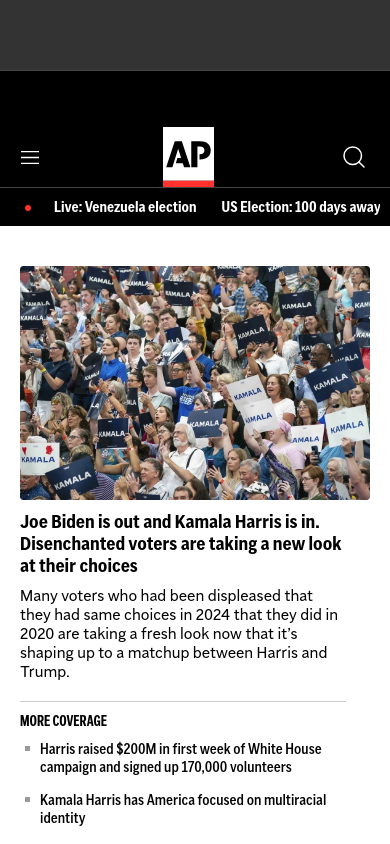 AP
Live: Venezuela election US Election: 100 days away
KAMALA
KAMALA
KAMALA
KAMALA
KAMALA
KAMALA
KAMALA
KAMALA
KAMALA
KAMALA
KAMALA
KAMALA
Joe Biden is out and Kamala Harris is in.
Disenchanted voters are taking a new look
at their choices
Many voters who had been displeased that
they had same choices in 2024 that they did in
2020 are taking a fresh look now that it's
shaping up to a matchup between Harris and
Trump.
MORE COVERAGE
Harris raised $200M in first week of White House
campaign and signed up 170,000 volunteers
Kamala Harris has America focused on multiracial
identity